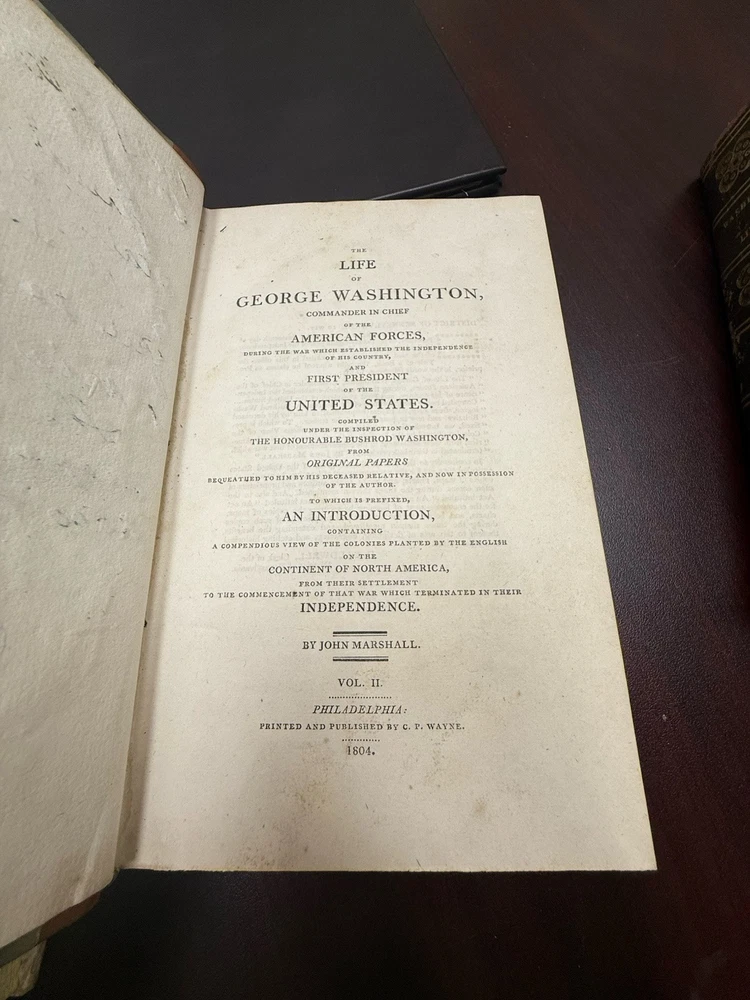 THE
LIFE
OF
GEORGE WASHINGTON,
COMMANDER IN CHIEF
OF THE
AMERICAN FORCES,
DURING THE WAR WHICH ESTABLISHED THE INDEPENDENCE
OF HIS COUNTRY,
AND
FIRST PRESIDENT
OF THE
UNITED STATES.
COMPILED
UNDER THE INSPECTION OF
THE HONOURABLE BUSHROD WASHINGTON,
FROM
ORIGINAL PAPERS
BEQUEATHED TO HIM BY HIS DECEASED RELATIVE, AND NOW IN POSSESSION
OF THE AUTHOR.
TO WHICH IS PREFIXED,
AN INTRODUCTION,
CONTAINING
A COMPENDIOUS VIEW OF THE COLONIES PLANTED BY THE ENGLISH
ON THE
CONTINENT OF NORTH AMERICA,
FROM THEIR SETTLEMENT
TO THE COMMENCEMENT OF THAT WAR WHICH TERMINATED IN THEIR
INDEPENDENCE.
BY JOHN MARSHALL.
VOL. II.
PHILADELPHIA:
PRINTED AND PUBLISHED BY C. P. WAYNE.
1804.